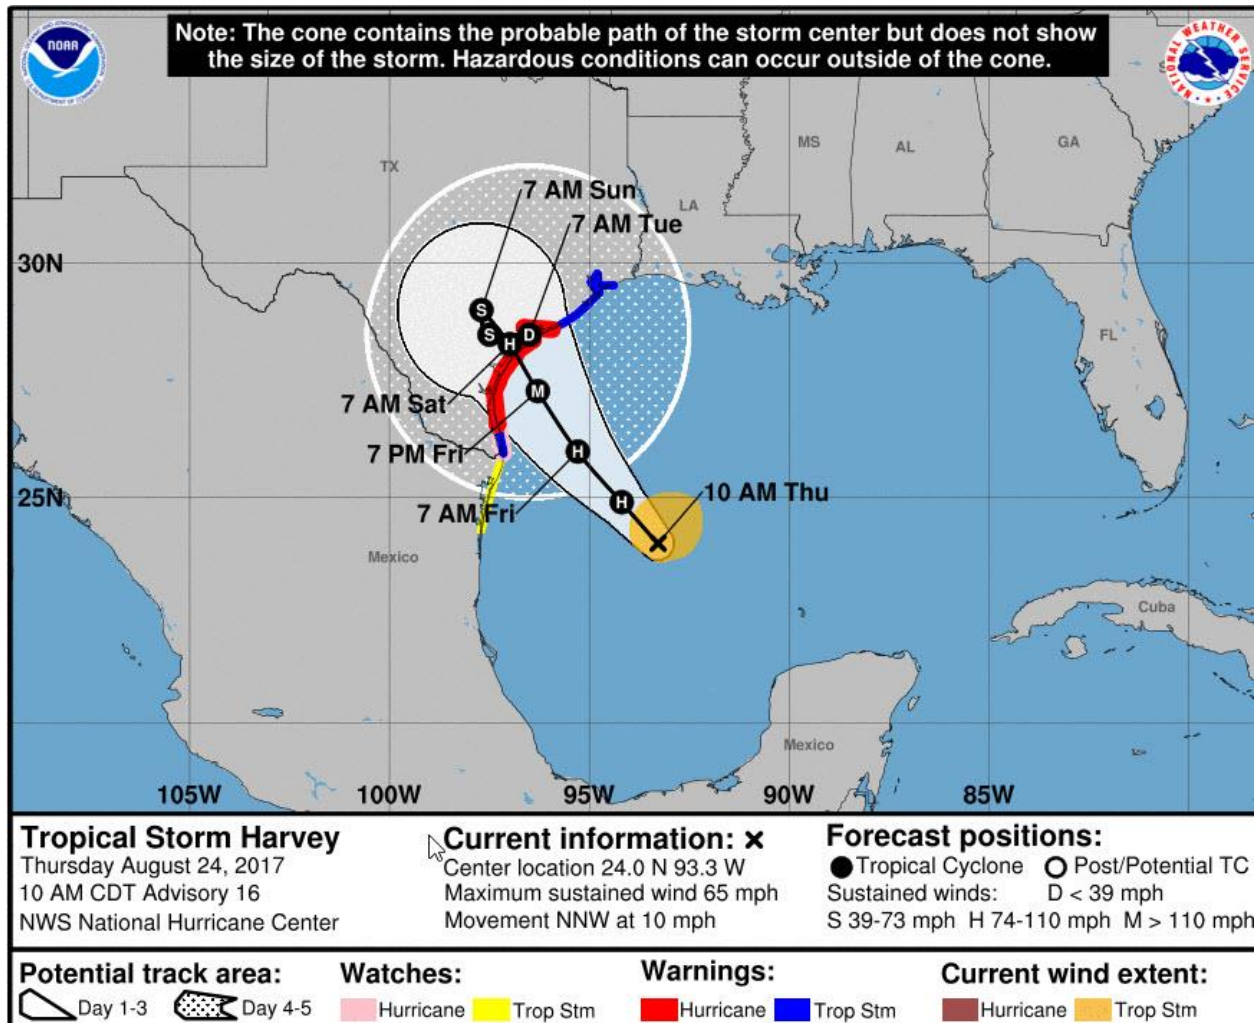 Note: The cone contains the probable path of the storm center but does not show
the size of the storm. Hazardous conditions can occur outside of the cone.
NOAA
NATIONAL WEATHER SERVICE
MS
AL
GA
TX
LA
7 AM Sun
7 AM Tue
30N
S
S
H
D
FL
7 AM Sat
M
7 PM Fri
H
25N
7 AM Fri
H
10 AM Thu
Mexico
Cuba
Mexico
105W
100W
95W
90W
85W
Tropical Storm Harvey
Thursday August 24, 2017
10 AM CDT Advisory 16
NWS National Hurricane Center
Current information: ×
Center location 24.0 N 93.3 W
Maximum sustained wind 65 mph
Movement NNW at 10 mph
Forecast positions:
Tropical Cyclone Post/Potential TC
Sustained winds: D < 39 mph
S 39-73 mph H 74-110 mph M > 110 mph
Potential track area:
Day 1-3 Day 4-5
Watches:
Hurricane Trop Stm
Warnings:
Hurricane Trop Stm
Current wind extent:
Hurricane Trop Stm